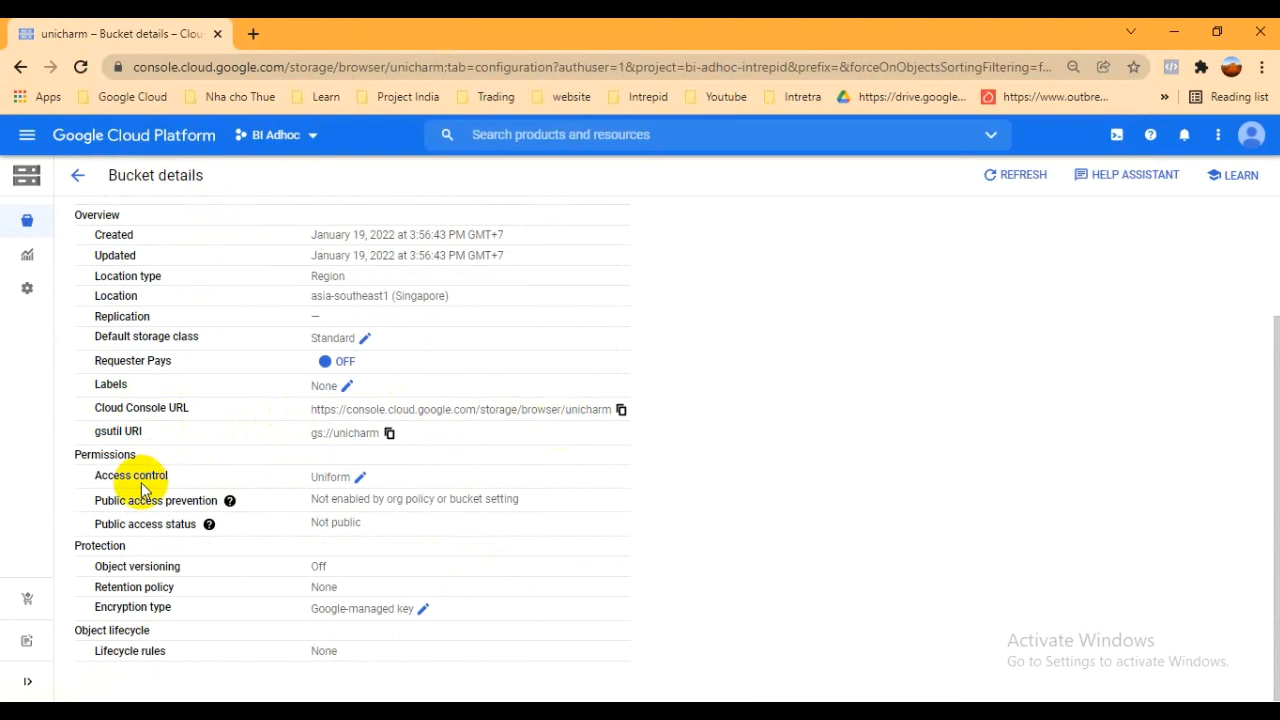 unicharm – Bucket details – Clou
console.cloud.google.com/storage/browser/unicharm;tab=configuration?authuser=1&project=bi-adhoc-intrepid&prefix=&forceOnObjectsSortingFiltering=f...
Apps Google Cloud Nha cho Thue Learn Project India Trading website Intrepid Youtube Intretra https://drive.google... https://www.outbre... » Reading list
Google Cloud Platform BI Adhoc Search products and resources
Bucket details REFRESH HELP ASSISTANT LEARN
Overview
Created January 19, 2022 at 3:56:43 PM GMT+7
Updated January 19, 2022 at 3:56:43 PM GMT+7
Location type Region
Location asia-southeast1 (Singapore)
Replication —
Default storage class Standard
Requester Pays OFF
Labels None
Cloud Console URL https://console.cloud.google.com/storage/browser/unicharm
gsutil URI gs://unicharm
Permissions
Access control Uniform
Public access prevention Not enabled by org policy or bucket setting
Public access status Not public
Protection
Object versioning Off
Retention policy None
Encryption type Google-managed key
Object lifecycle
Lifecycle rules None
Activate Windows
Go to Settings to activate Windows.